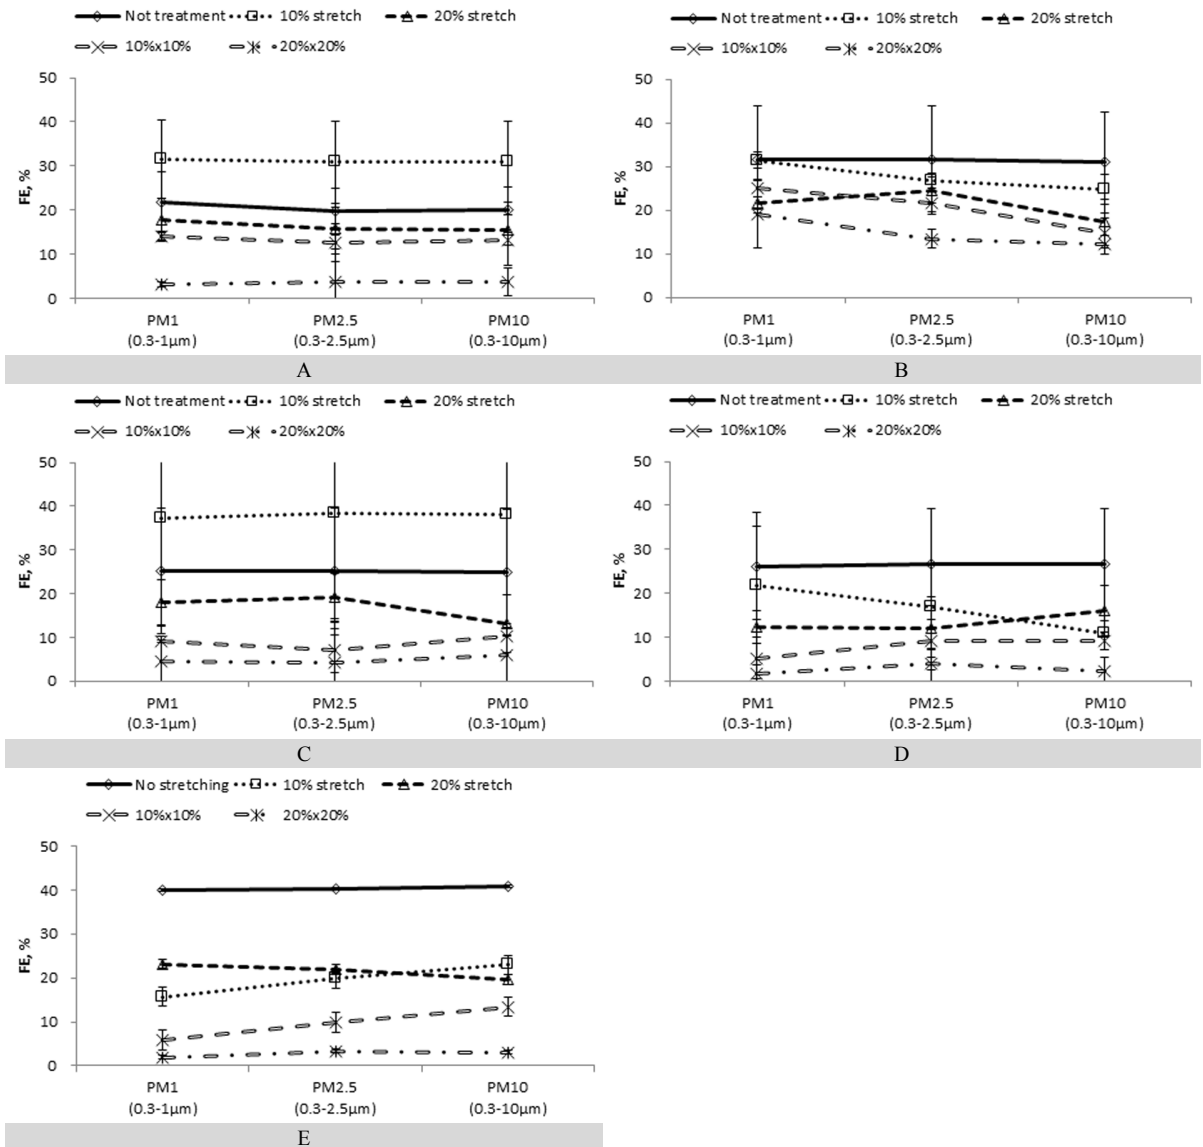 Not treatment 10% stretch 20% stretch
10%x10% 20%x20%
FE, %
50
40
30
20
10
0
PM1 PM2.5 PM10
(0.3-1µm) (0.3-2.5µm) (0.3-10µm)
A
Not treatment 10% stretch 20% stretch
10%x10% 20%x20%
FE, %
50
40
30
20
10
0
PM1 PM2.5 PM10
(0.3-1µm) (0.3-2.5µm) (0.3-10µm)
B
Not treatment 10% stretch 20% stretch
10%x10% 20%x20%
FE, %
50
40
30
20
10
0
PM1 PM2.5 PM10
(0.3-1µm) (0.3-2.5µm) (0.3-10µm)
C
Not treatment 10% stretch 20% stretch
10%x10% 20%x20%
FE, %
50
40
30
20
10
0
PM1 PM2.5 PM10
(0.3-1µm) (0.3-2.5µm) (0.3-10µm)
D
No stretching 10% stretch 20% stretch
10%x10% 20%x20%
FE, %
50
40
30
20
10
0
PM1 PM2.5 PM10
(0.3-1µm) (0.3-2.5µm) (0.3-10µm)
E